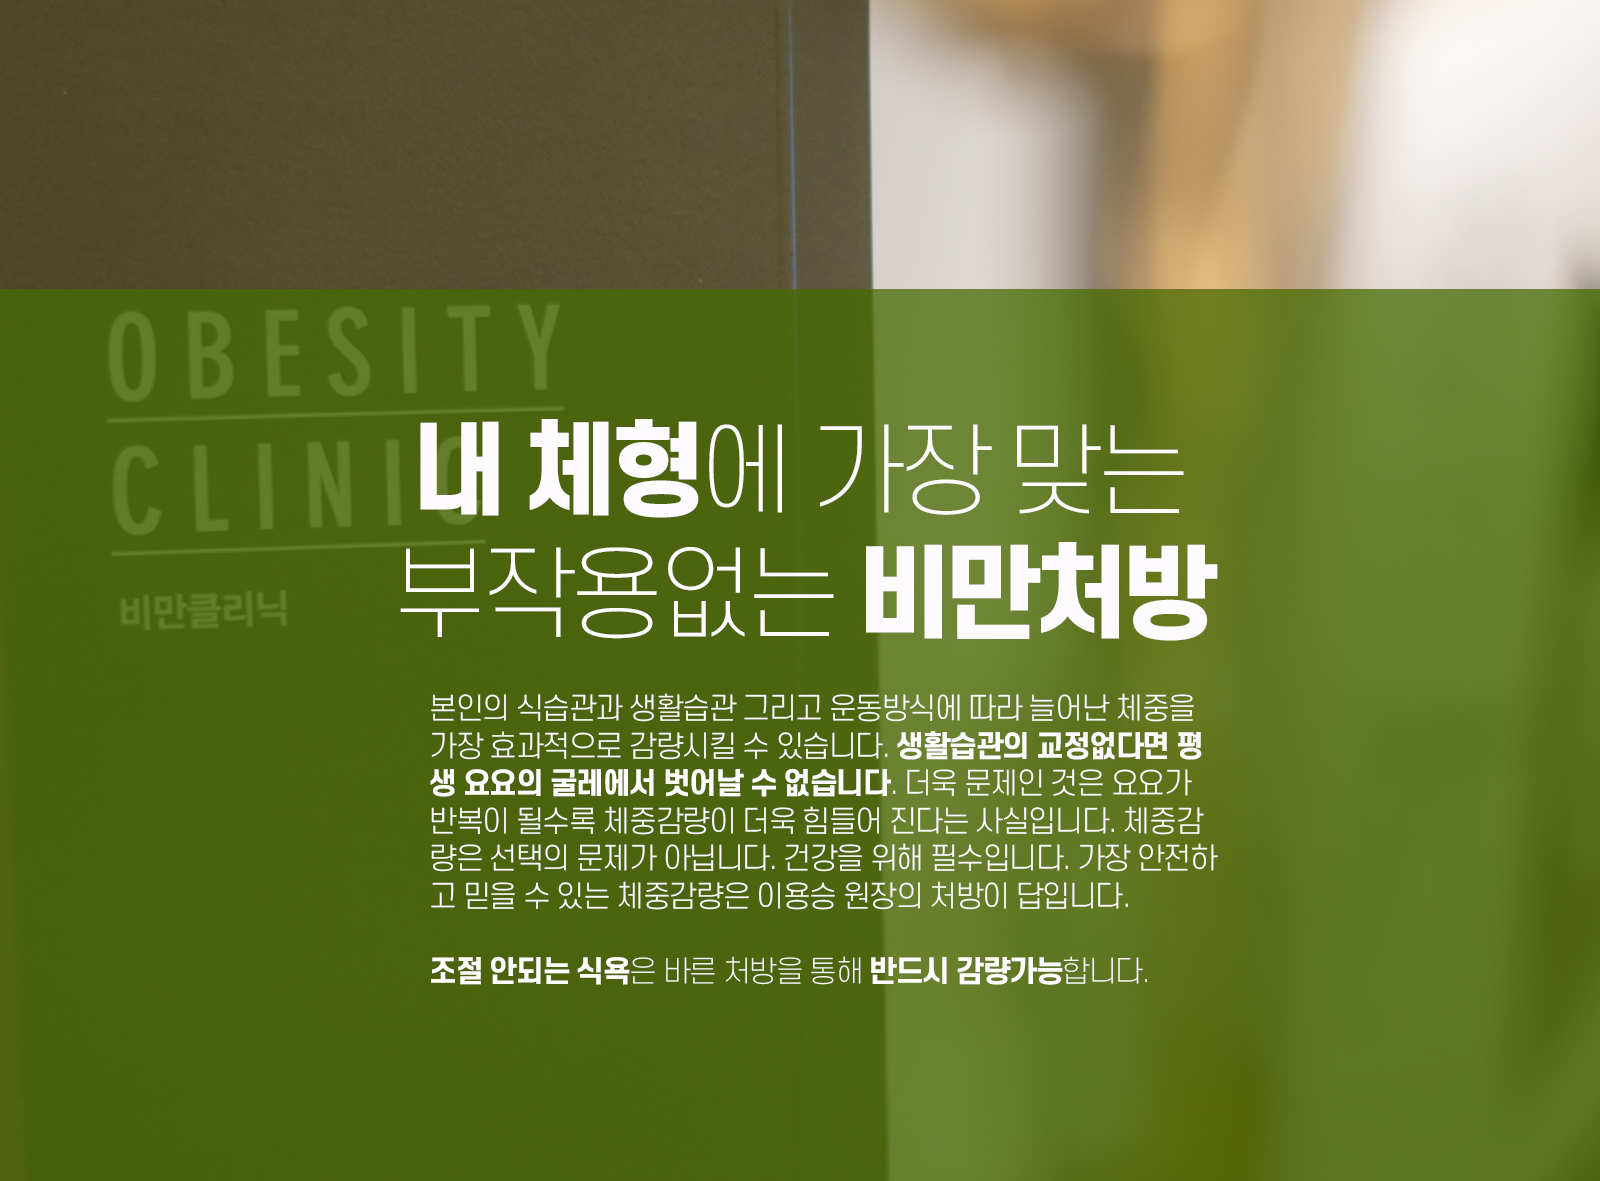 OBESITY
CLINIC
비만클리닉
내 체형에 가장 맞는
부작용없는 비만처방
본인의 식습관과 생활습관 그리고 운동방식에 따라 늘어난 체중을
가장 효과적으로 감량시킬 수 있습니다. 생활습관의 교정없다면 평
생 요요의 굴레에서 벗어날 수 없습니다. 더욱 문제인 것은 요요가
반복이 될수록 체중감량이 더욱 힘들어 진다는 사실입니다. 체중감
량은 선택의 문제가 아닙니다. 건강을 위해 필수입니다. 가장 안전하
고 믿을 수 있는 체중감량은 이용승 원장의 처방이 답입니다.
조절 안되는 식욕은 바른 처방을 통해 반드시 감량가능합니다.